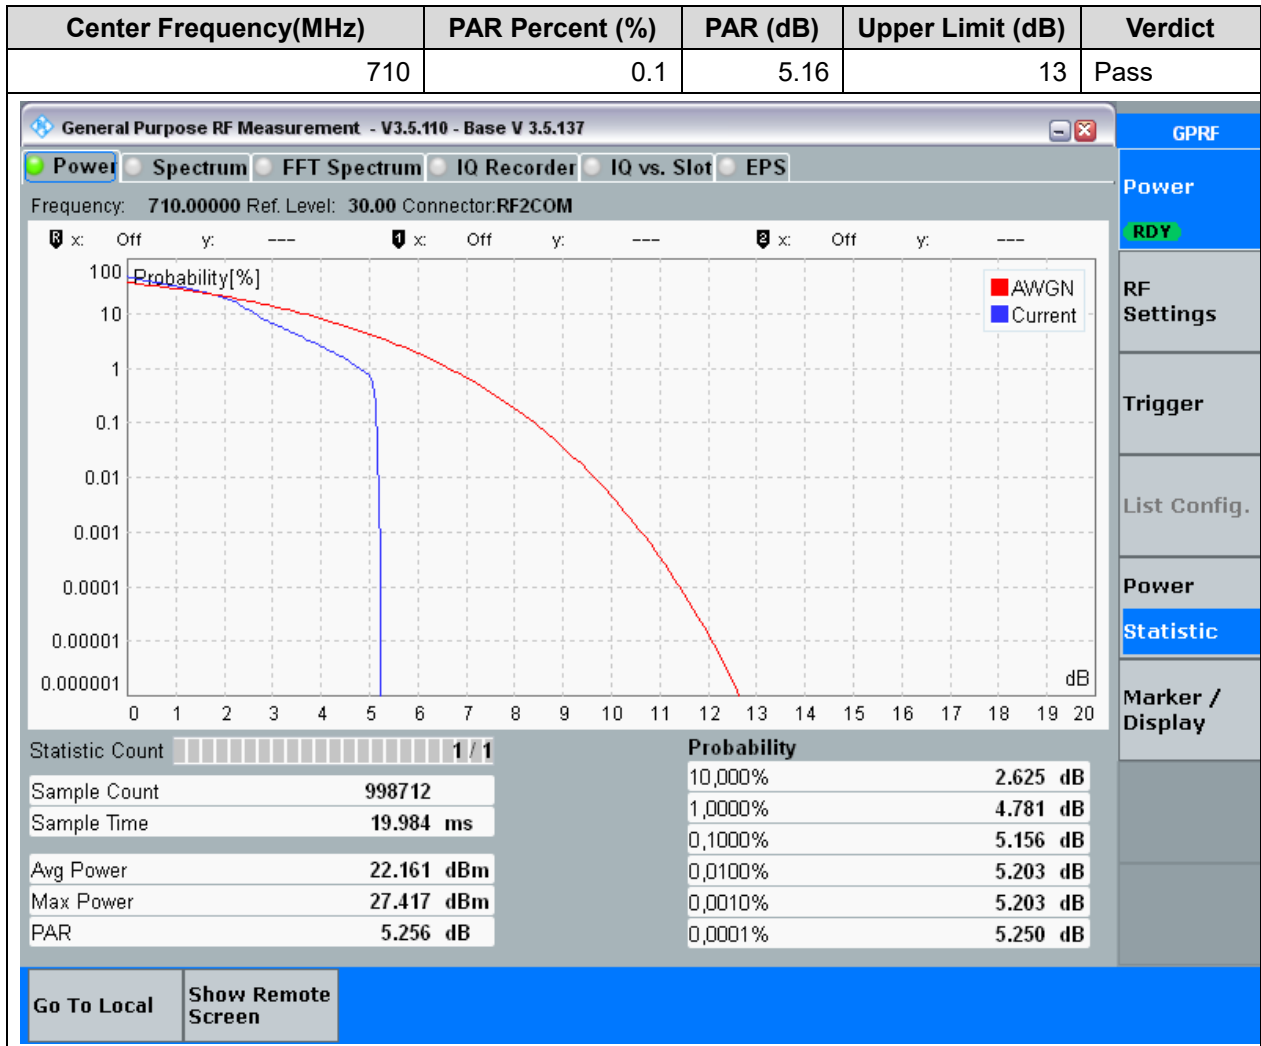 Center Frequency(MHz) PAR Percent (%) PAR (dB) Upper Limit (dB) Verdict
710 0.1 5.16 13 Pass
General Purpose RF Measurement - V3.5.110 - Base V 3.5.137
GPRF
Power Spectrum FFT Spectrum IQ Recorder IQ vs. Slot EPS
Power
RDY
Frequency: 710.00000 Ref. Level: 30.00 Connector:RF2COM
R x: Off y: --- 1 x: Off y: --- 2 x: Off y: ---
Probability[%]
AWGN
Current
100
10
1
0.1
0.01
0.001
0.0001
0.00001
0.000001
dB
0 1 2 3 4 5 6 7 8 9 10 11 12 13 14 15 16 17 18 19 20
RF
Settings
Trigger
List Config.
Power
Statistic
Marker /
Display
Statistic Count 1 / 1
Sample Count 998712
Sample Time 19.984 ms
Avg Power 22.161 dBm
Max Power 27.417 dBm
PAR 5.256 dB
Probability
10,000% 2.625 dB
1,0000% 4.781 dB
0,1000% 5.156 dB
0,0100% 5.203 dB
0,0010% 5.203 dB
0,0001% 5.250 dB
Go To Local
Show Remote
Screen